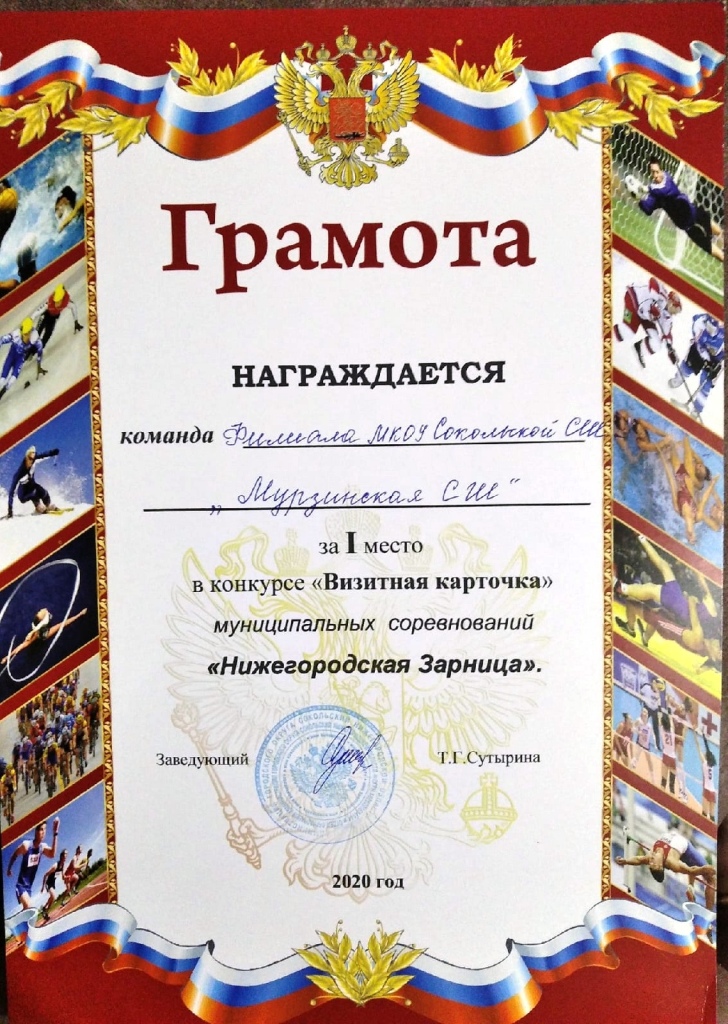 Грамота
НАГРАЖДАЕТСЯ
команда Филиала МКОУ Сокольской СШ
„Мурзинская СШ"
за I место
в конкурсе «Визитная карточка»
муниципальных соревнований
«Нижегородская Зарница».
Заведующий Т.Г.Сутырина
2020 год